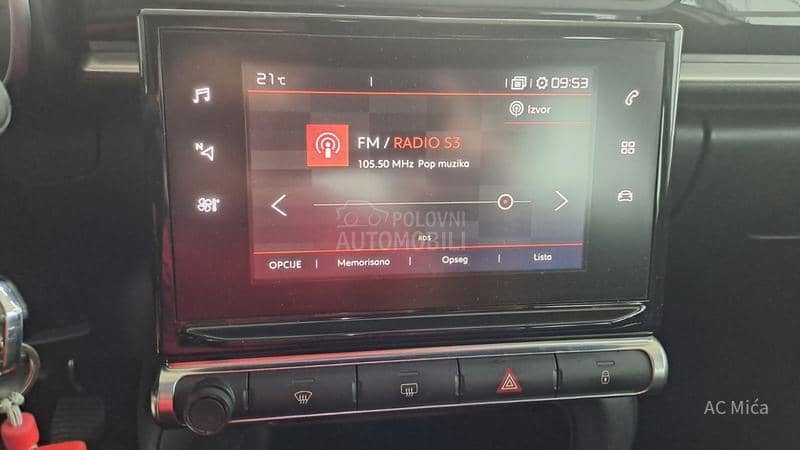 21°C 09:53
Izvor
FM / RADIO S3
105.50 MHz Pop muzika
POLOVNI
AUTOMOBILI
RDS
OPCIJE | Memorisano | Opseg | Lista
N
AC Mića